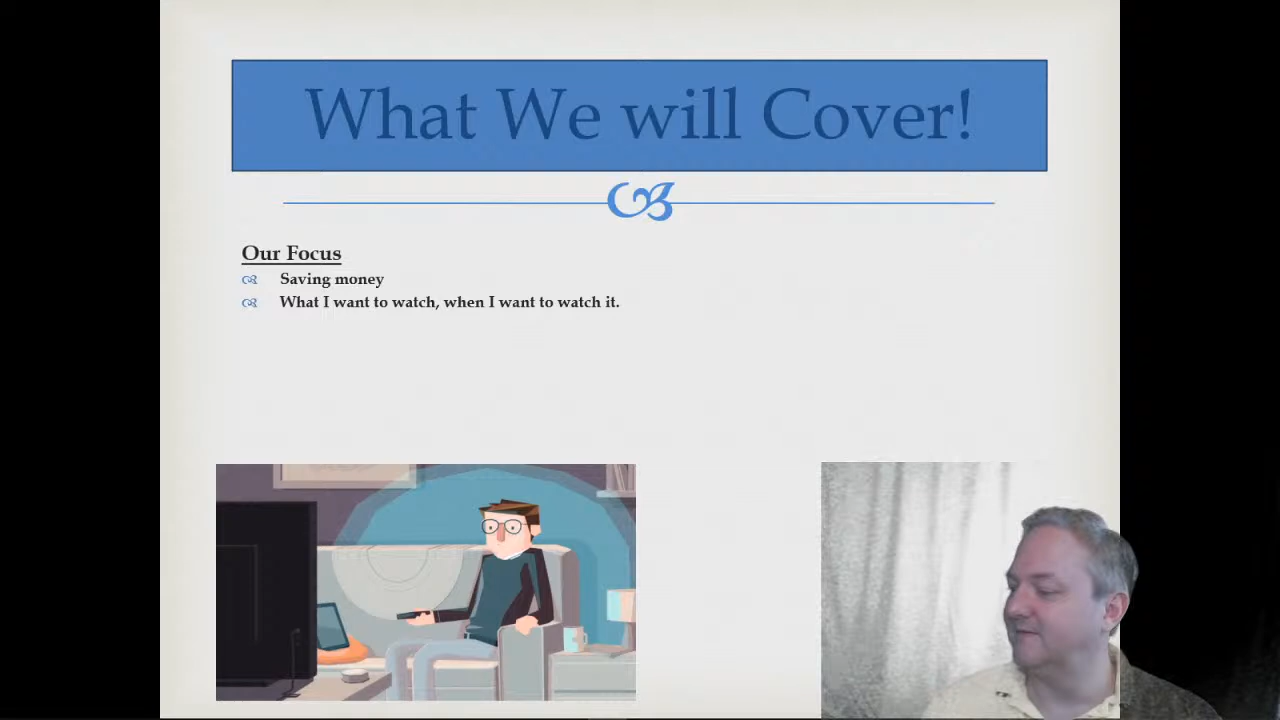 What We will Cover!
Our Focus
Saving money
What I want to watch, when I want to watch it.